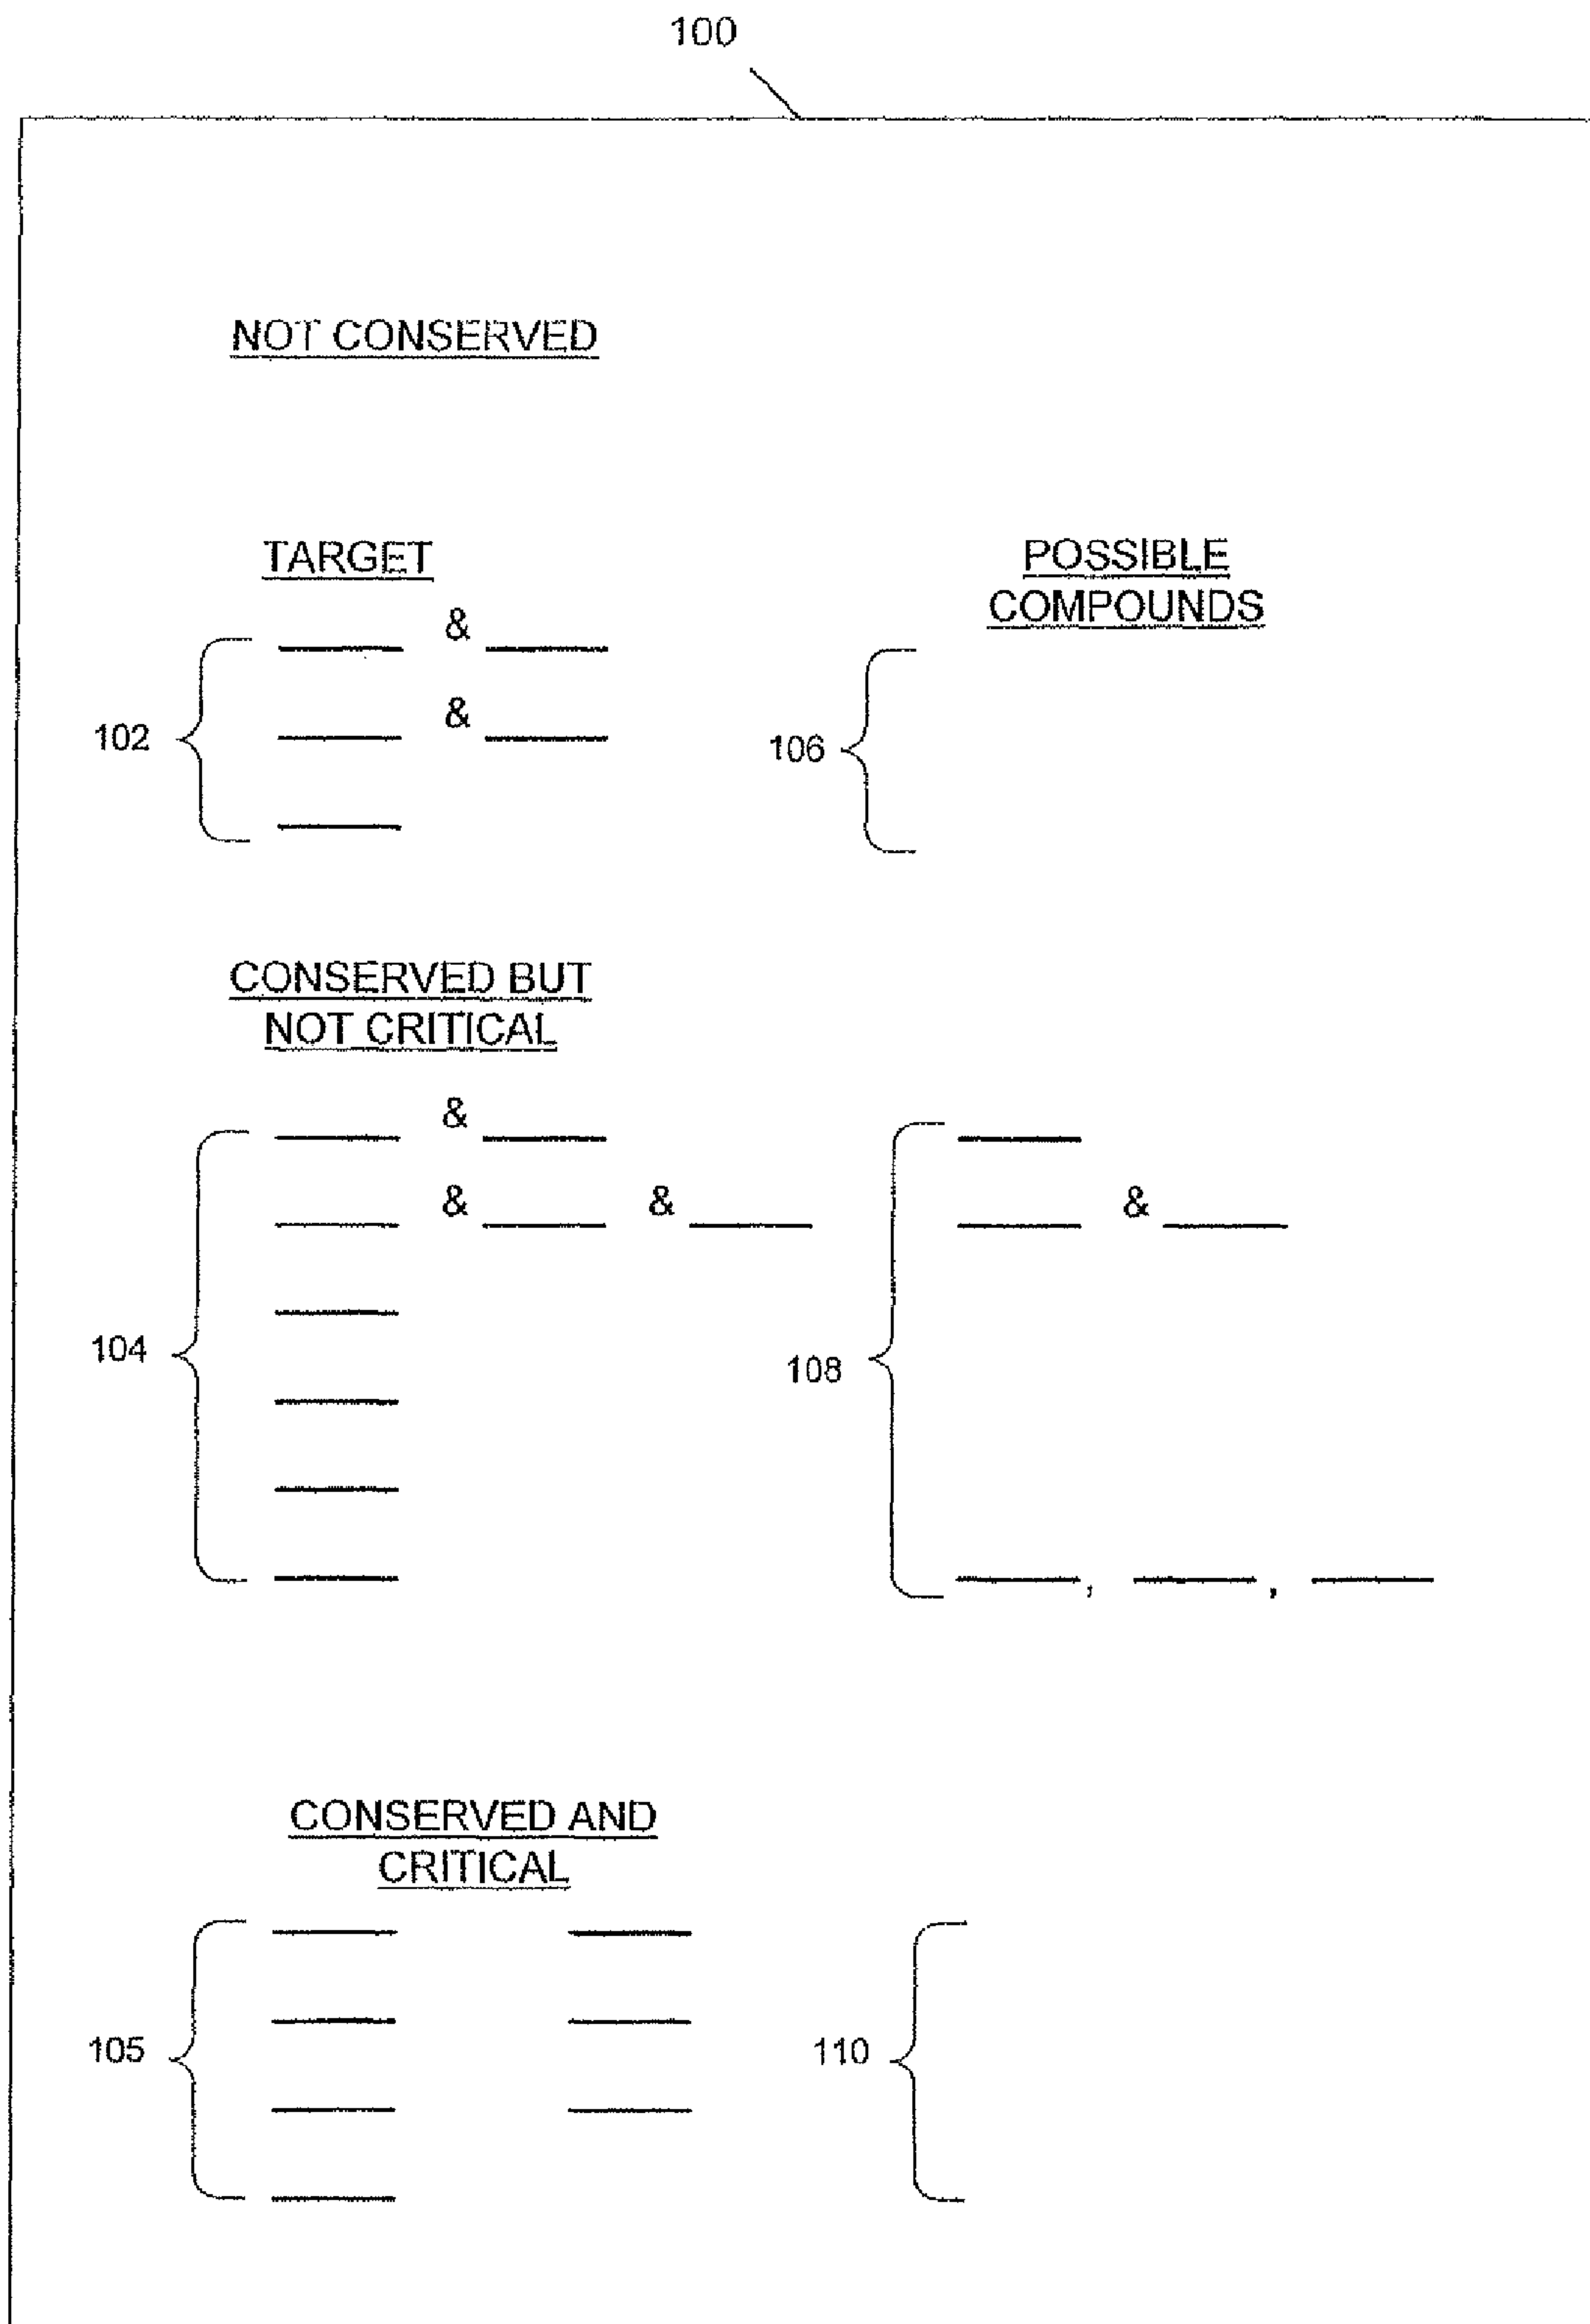 100
NOT CONSERVED
TARGET
POSSIBLE
COMPOUNDS
&
&
102
106
CONSERVED BUT
NOT CRITICAL
&
& & &
104
108
, ,
CONSERVED AND
CRITICAL
105
110